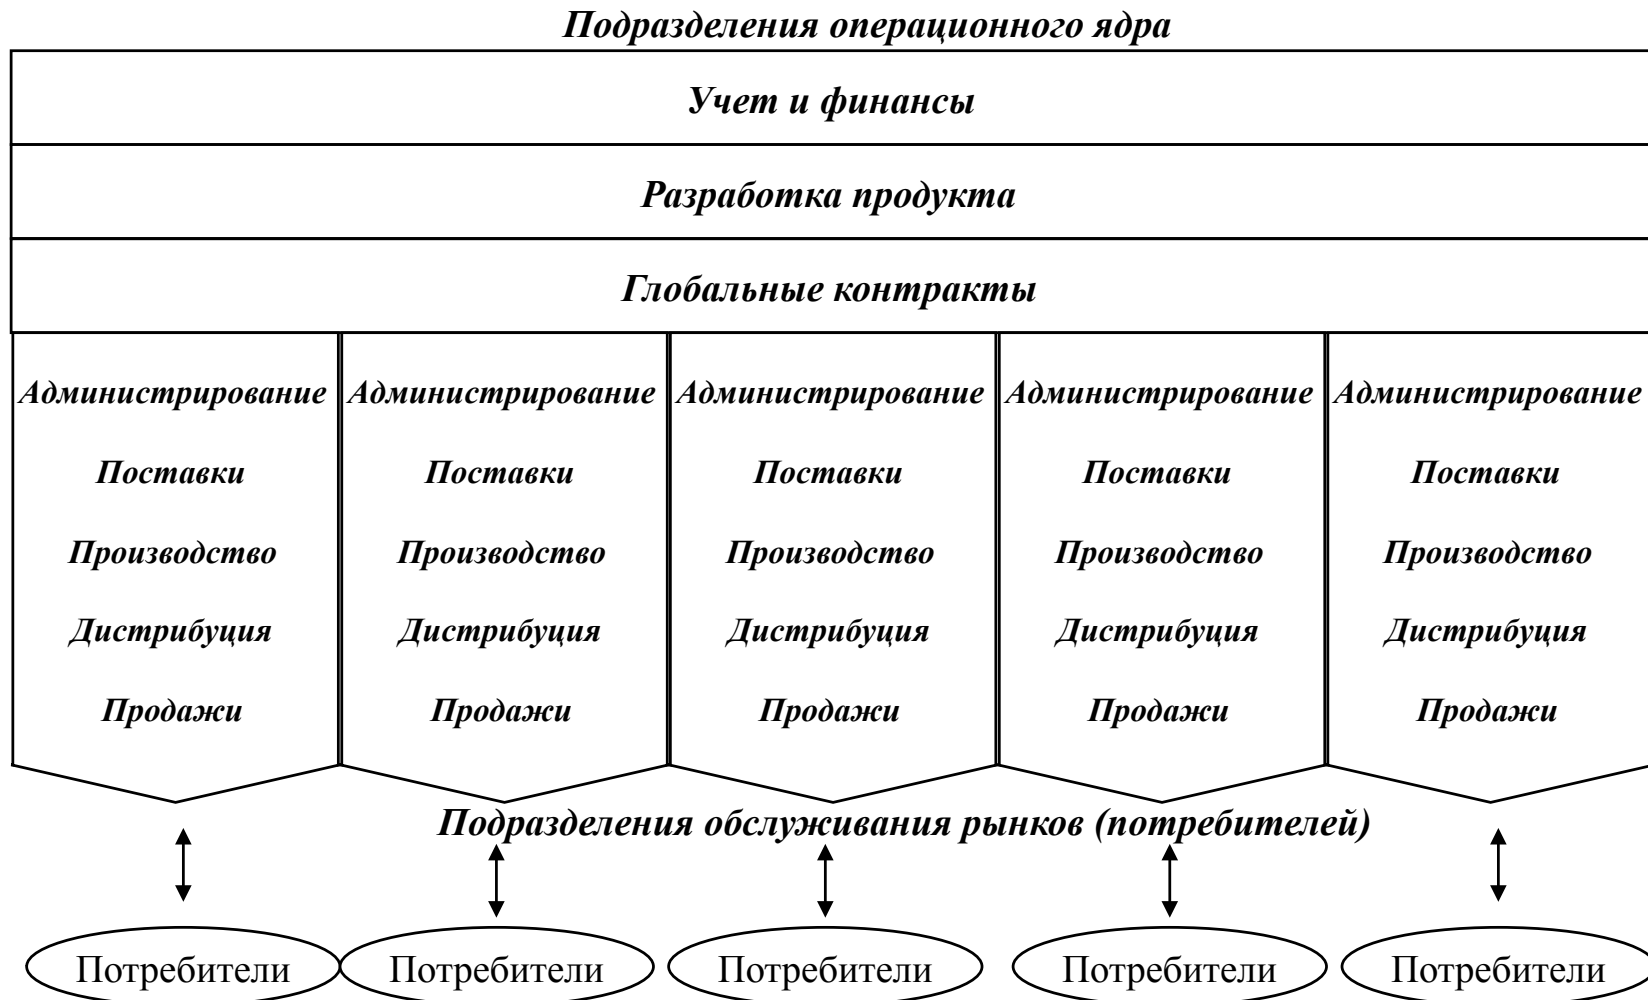 Подразделения операционного ядра
Учет и финансы
Разработка продукта
Глобальные контракты
Администрирование Администрирование Администрирование Администрирование Администрирование
Поставки Поставки Поставки Поставки Поставки
Производство Производство Производство Производство Производство
Дистрибуция Дистрибуция Дистрибуция Дистрибуция Дистрибуция
Продажи Продажи Продажи Продажи Продажи
Подразделения обслуживания рынков (потребителей)
Потребители Потребители Потребители Потребители Потребители